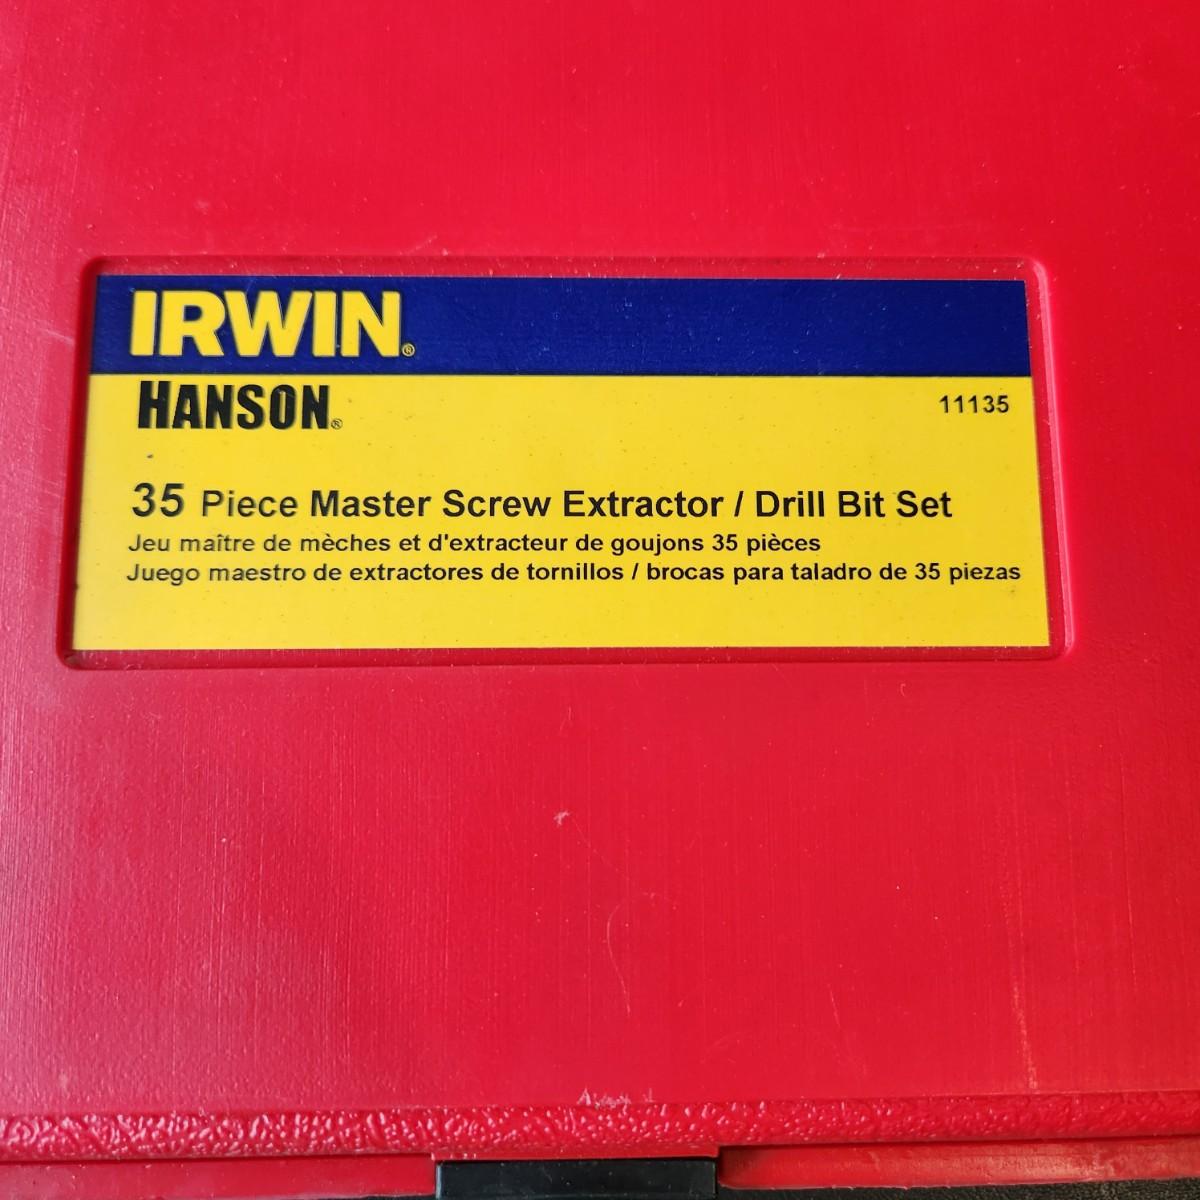 IRWIN®
HANSON®
11135
35 Piece Master Screw Extractor / Drill Bit Set
Jeu maître de mèches et d'extracteur de goujons 35 pièces
Juego maestro de extractores de tornillos / brocas para taladro de 35 piezas